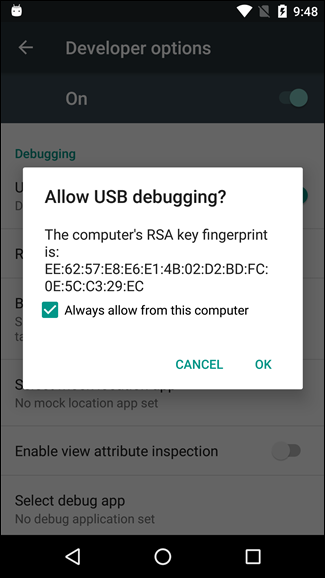 9:48
Developer options
On
Debugging
Allow USB debugging?
The computer's RSA key fingerprint
is:
EE:62:57:E8:E6:E1:4B:02:D2:BD:FC:
0E:5C:C3:29:EC
Always allow from this computer
CANCEL
OK
No mock location app set
Enable view attribute inspection
Select debug app
No debug application set